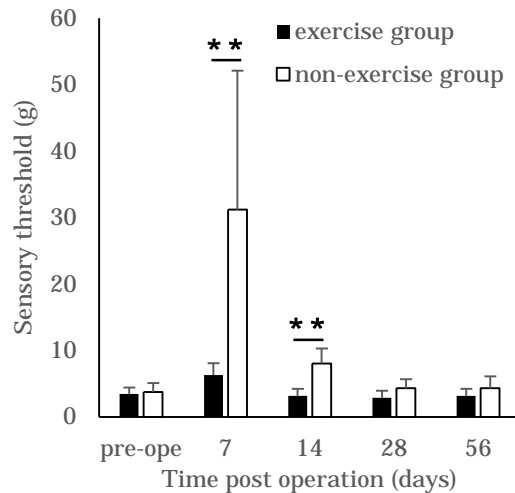 60
50
40
30
20
10
0
Sensory threshold (g)
exercise group
non-exercise group
**
**
pre-ope 7 14 28 56
Time post operation (days)